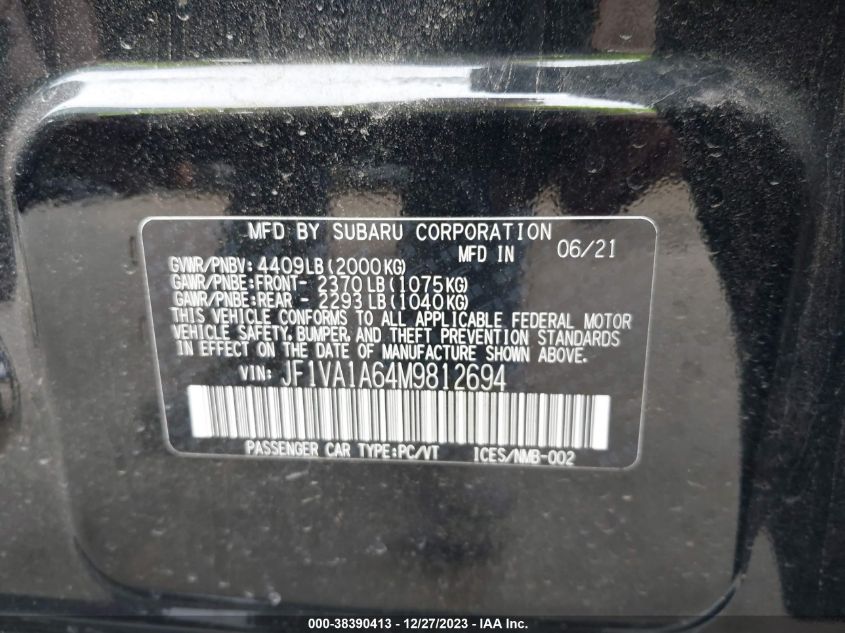 MFD BY SUBARU CORPORATION
MFD IN 06/21
GVWR/PNBV: 4409LB(2000KG)
GAWR/PNBE:FRONT- 2370LB(1075KG)
GAWR/PNBE:REAR - 2293LB(1040KG)
THIS VEHICLE CONFORMS TO ALL APPLICABLE FEDERAL MOTOR
VEHICLE SAFETY, BUMPER, AND THEFT PREVENTION STANDARDS
IN EFFECT ON THE DATE OF MANUFACTURE SHOWN ABOVE.
VIN: JF1VA1A64M9812694
PASSENGER CAR TYPE:PC/VT ICES/NMB-002
000-38390413 - 12/27/2023 - IAA Inc.